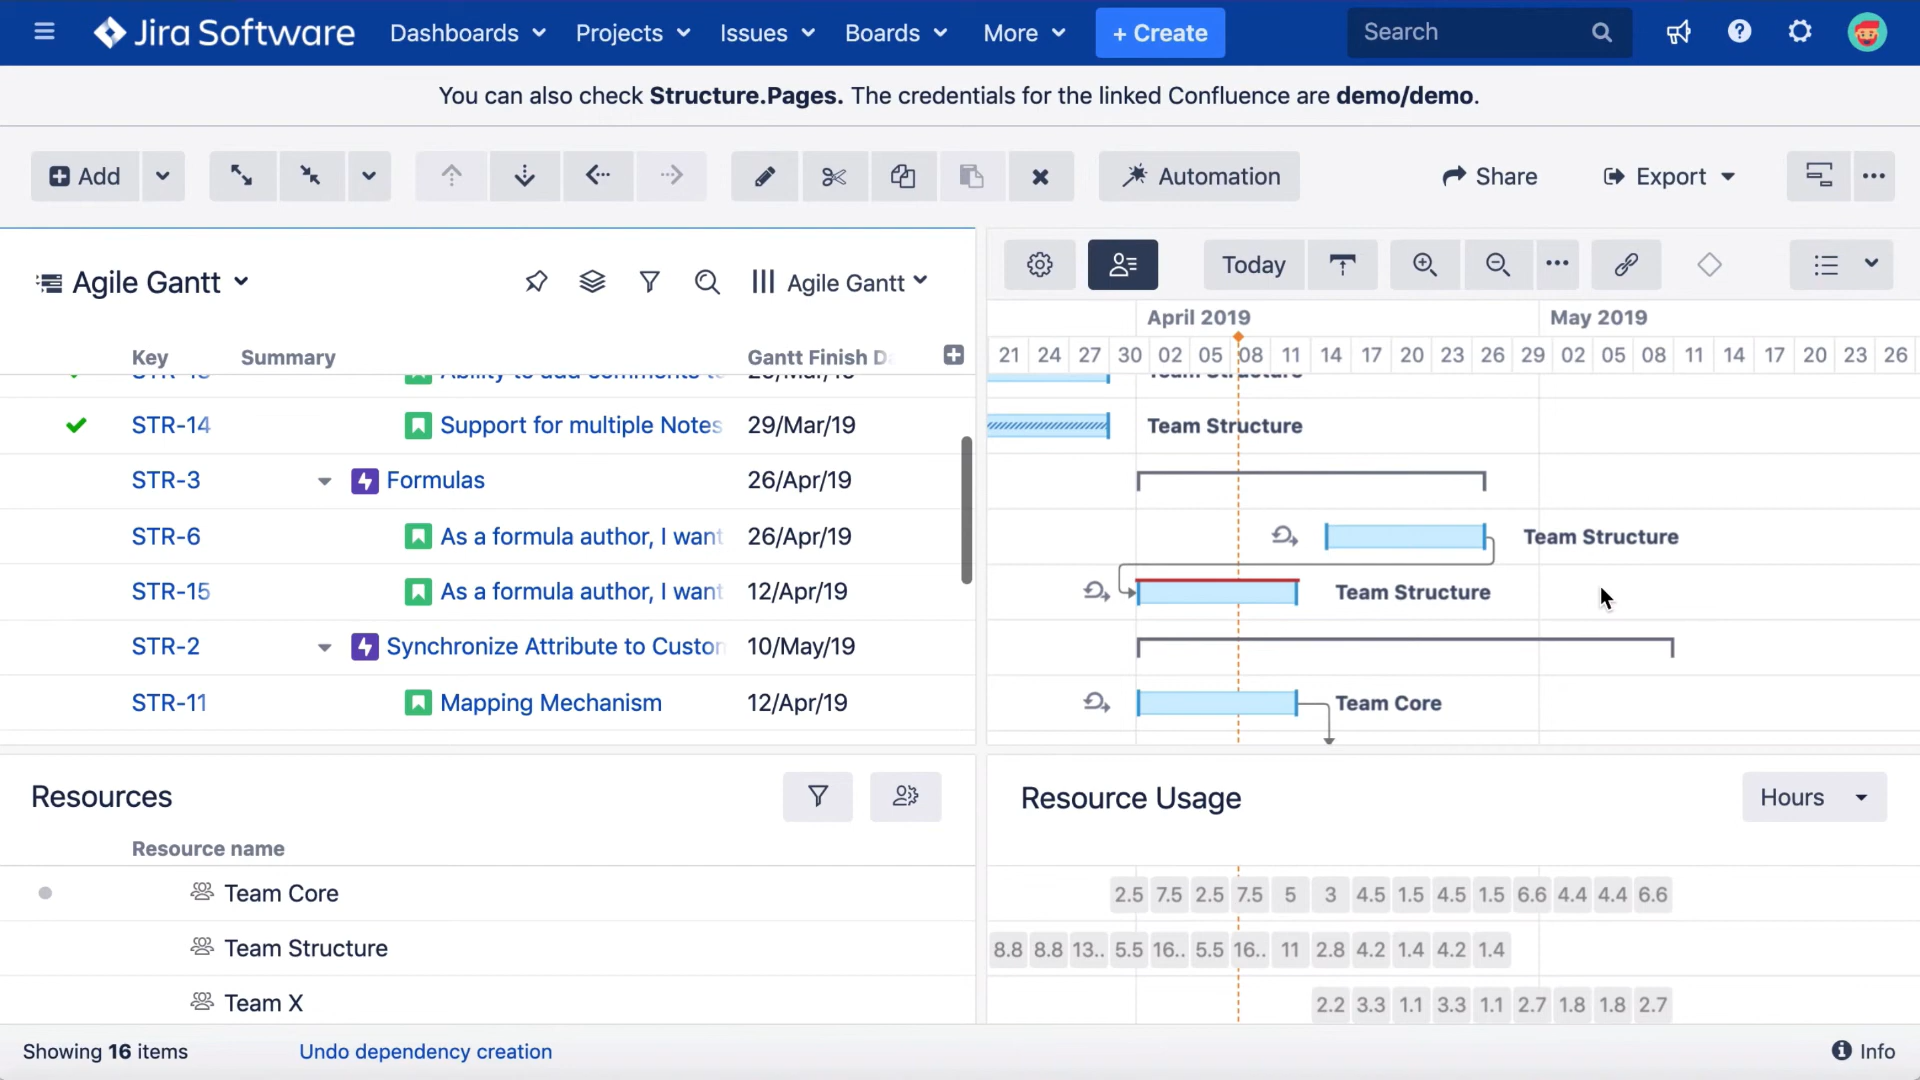 Jira Software Dashboards Projects Issues Boards More + Create Search
You can also check Structure.Pages. The credentials for the linked Confluence are demo/demo.
Add Automation Share Export
Agile Gantt Agile Gantt Today
April 2019 May 2019
Key Summary Gantt Finish D
21 24 27 30 02 05 08 11 14 17 20 23 26 29 02 05 08 11 14 17 20 23 26
STR-14 Support for multiple Notes 29/Mar/19 Team Structure
STR-3 Formulas 26/Apr/19
STR-6 As a formula author, I want 26/Apr/19 Team Structure
STR-15 As a formula author, I want 12/Apr/19 Team Structure
STR-2 Synchronize Attribute to Custon 10/May/19
STR-11 Mapping Mechanism 12/Apr/19 Team Core
Resources Resource Usage Hours
Resource name
Team Core 2.5 7.5 2.5 7.5 5 3 4.5 1.5 4.5 1.5 6.6 4.4 4.4 6.6
Team Structure 8.8 8.8 13.. 5.5 16.. 5.5 16.. 11 2.8 4.2 1.4 4.2 1.4
Team X 2.2 3.3 1.1 3.3 1.1 2.7 1.8 1.8 2.7
Showing 16 items Undo dependency creation Info